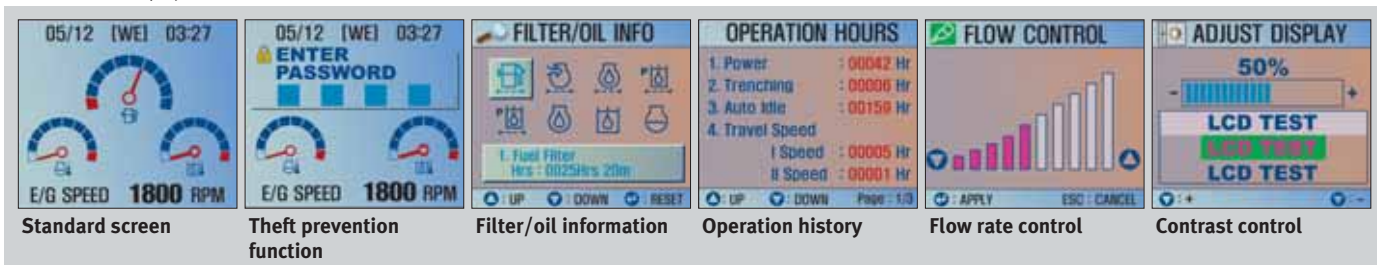 05/12 [WE] 03:27
E/G SPEED 1800 RPM
Standard screen
05/12 [WE] 03:27
ENTER
PASSWORD
E/G SPEED 1800 RPM
Theft prevention
function
FILTER/OIL INFO
1. Fuel Filter
Hrs : 0025Hrs 20m
: UP : DOWN : RESET
Filter/oil information
OPERATION HOURS
1. Power : 00042 Hr
2. Trenching : 00006 Hr
3. Auto Idle : 00159 Hr
4. Travel Speed
I Speed : 00005 Hr
II Speed : 00001 Hr
: UP : DOWN Page : 1/3
Operation history
FLOW CONTROL
: APPLY ESC : CANCEL
Flow rate control
ADJUST DISPLAY
50%
- +
LCD TEST
LCD TEST
LCD TEST
: + : -
Contrast control